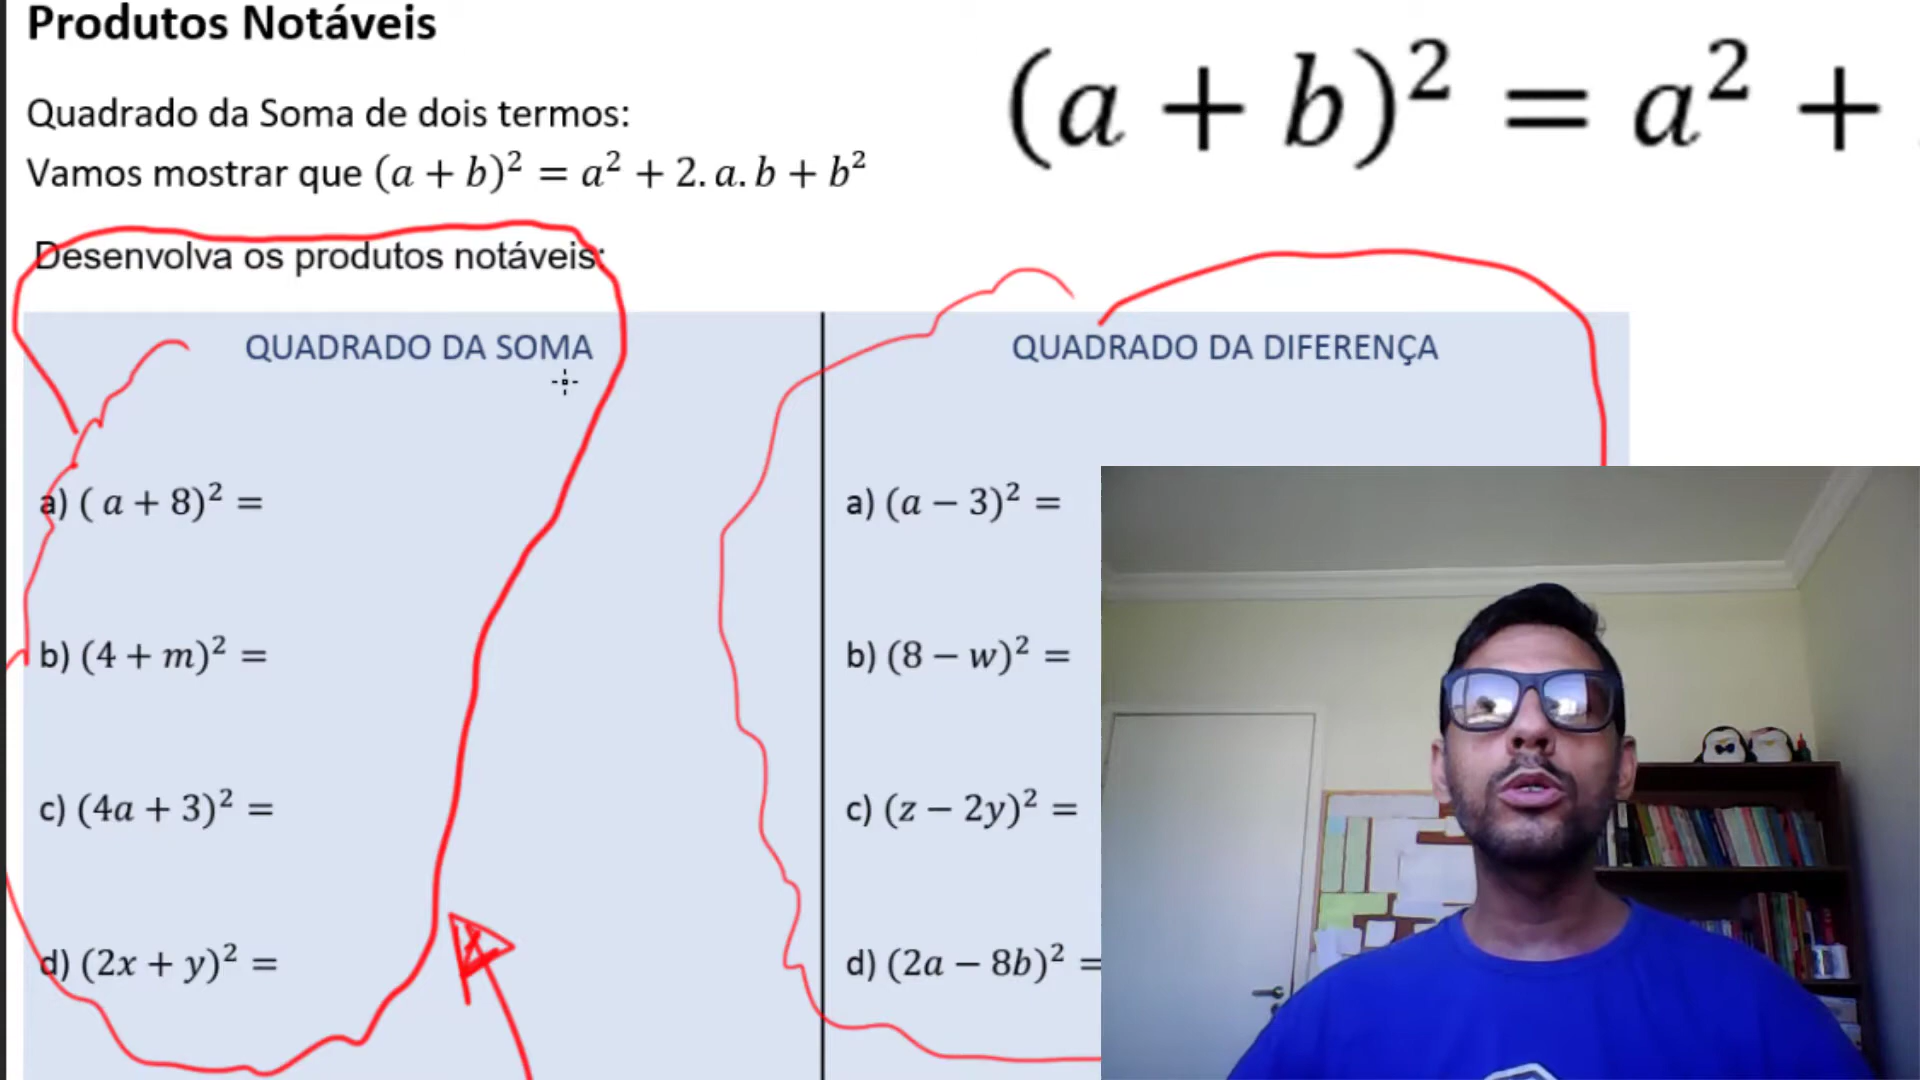 Produtos Notáveis
(a + b)² = a² +
Quadrado da Soma de dois termos:
Vamos mostrar que (a + b)² = a² + 2. a. b + b²
Desenvolva os produtos notáveis:
QUADRADO DA SOMA
a) ( a + 8)² =
b) (4 + m)² =
c) (4a + 3)² =
d) (2x + y)² =
QUADRADO DA DIFERENÇA
a) (a − 3)² =
b) (8 − w)² =
c) (z − 2y)² =
d) (2a − 8b)² =